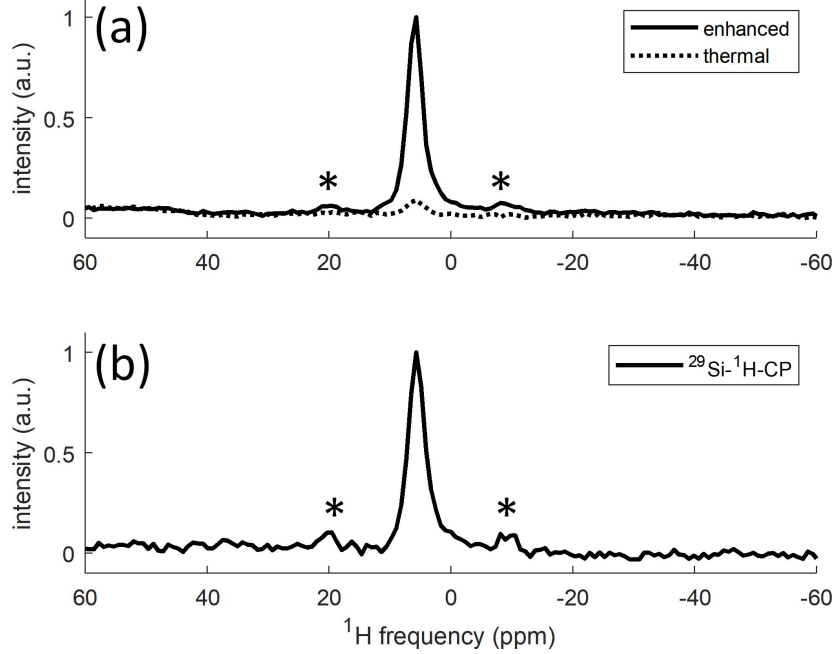 (a)
enhanced
thermal
1
0.5
0
intensity (a.u.)
* *
60 40 20 0 -20 -40 -60
(b)
²⁹Si-¹H-CP
1
0.5
0
intensity (a.u.)
* *
60 40 20 0 -20 -40 -60
¹H frequency (ppm)